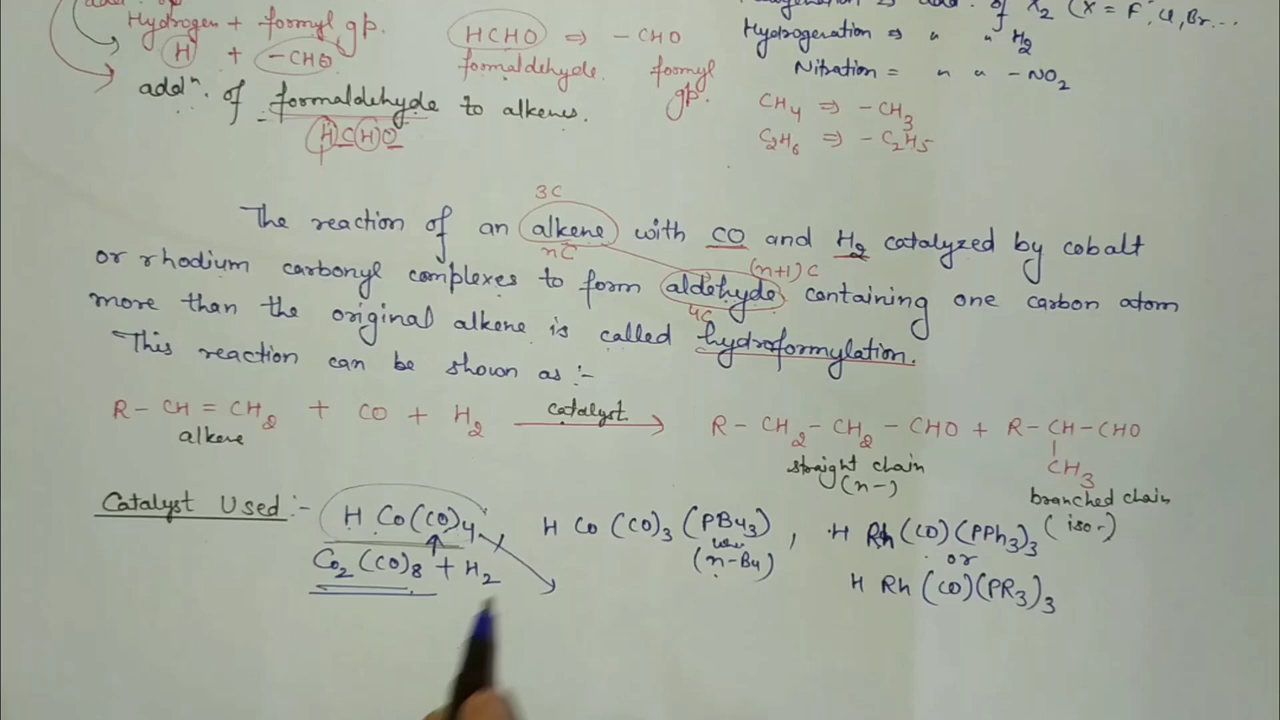 Hydrogen + formyl gp.
H + -CHO
addn. of formaldehyde to alkenes.
HCHO
HCHO ⇒ -CHO
formaldehyde. formyl gp.
of X2 (X = F, Cl, Br...
Hydrogenation ⇒ " " H2
Nitration = " " -NO2
CH4 ⇒ -CH3
C2H6 ⇒ -C2H5
3C
The reaction of an alkene with CO and H2 catalyzed by cobalt
nC (n+1)C
or rhodium carbonyl complexes to form aldehyde containing one carbon atom
4C
more than the original alkene is called hydroformylation.
This reaction can be shown as :-
R-CH=CH2 + CO + H2 catalyst → R-CH2-CH2-CHO + R-CH-CHO
alkene
CH3
straight chain (n-)
branched chain (iso-)
Catalyst Used :- H Co(CO)4, H Co(CO)3(PBu3), H Rh(CO)(PPh3)3
Co2(CO)8 + H2 (n-Bu) or
H Rh(CO)(PR3)3